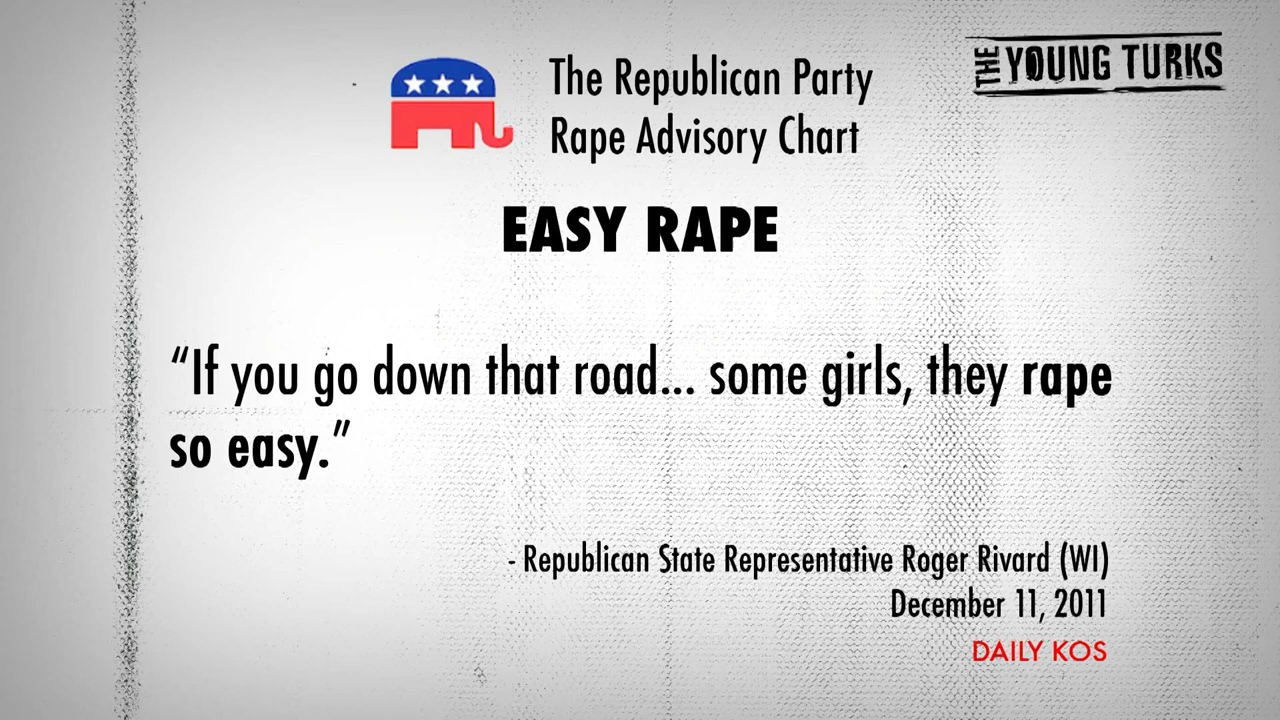 THE YOUNG TURKS
The Republican Party
Rape Advisory Chart
EASY RAPE
“If you go down that road... some girls, they rape
so easy.”
- Republican State Representative Roger Rivard (WI)
December 11, 2011
DAILY KOS